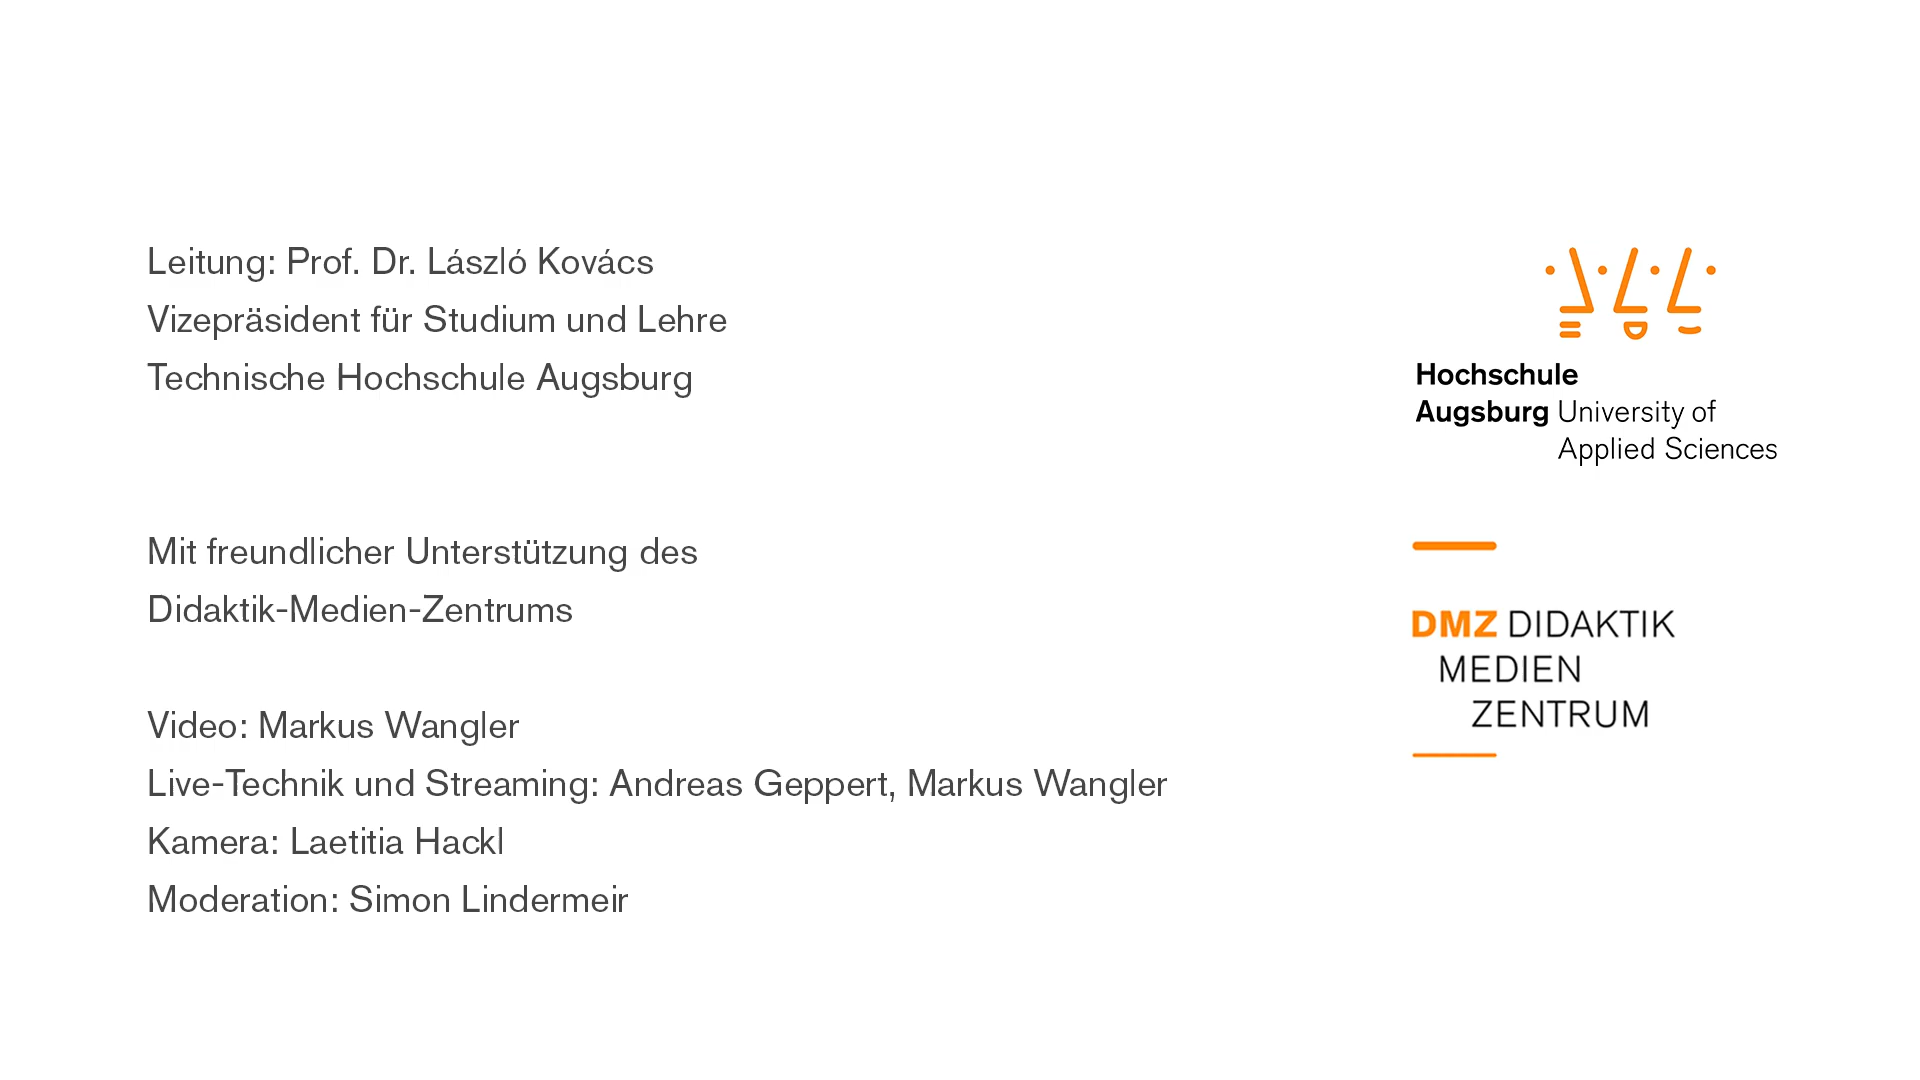 Leitung: Prof. Dr. László Kovács
Vizepräsident für Studium und Lehre
Technische Hochschule Augsburg
Mit freundlicher Unterstützung des
Didaktik-Medien-Zentrums
Video: Markus Wangler
Live-Technik und Streaming: Andreas Geppert, Markus Wangler
Kamera: Laetitia Hackl
Moderation: Simon Lindermeir
Hochschule
Augsburg University of
Applied Sciences
DMZ DIDAKTIK
MEDIEN
ZENTRUM